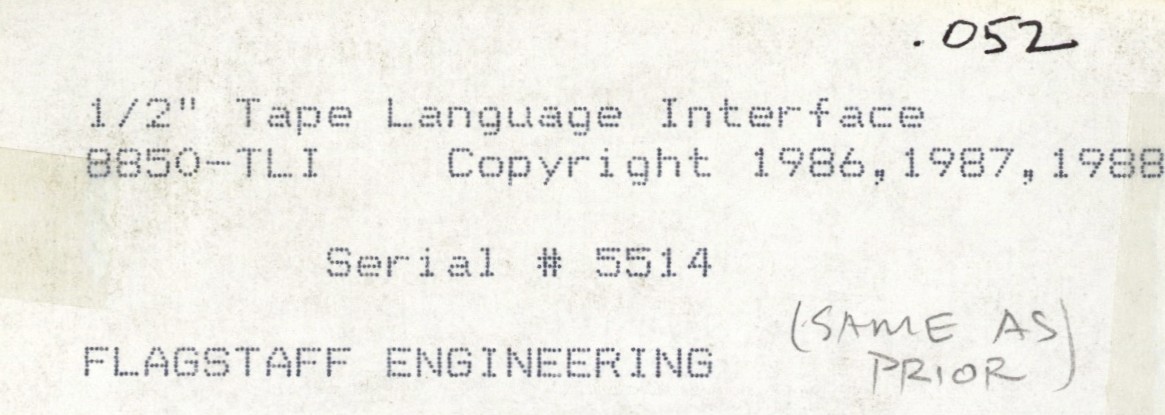 .052
1/2" Tape Language Interface
8850-TLI    Copyright 1986,1987,1988
Serial # 5514
(SAME AS
PRIOR)
FLAGSTAFF ENGINEERING